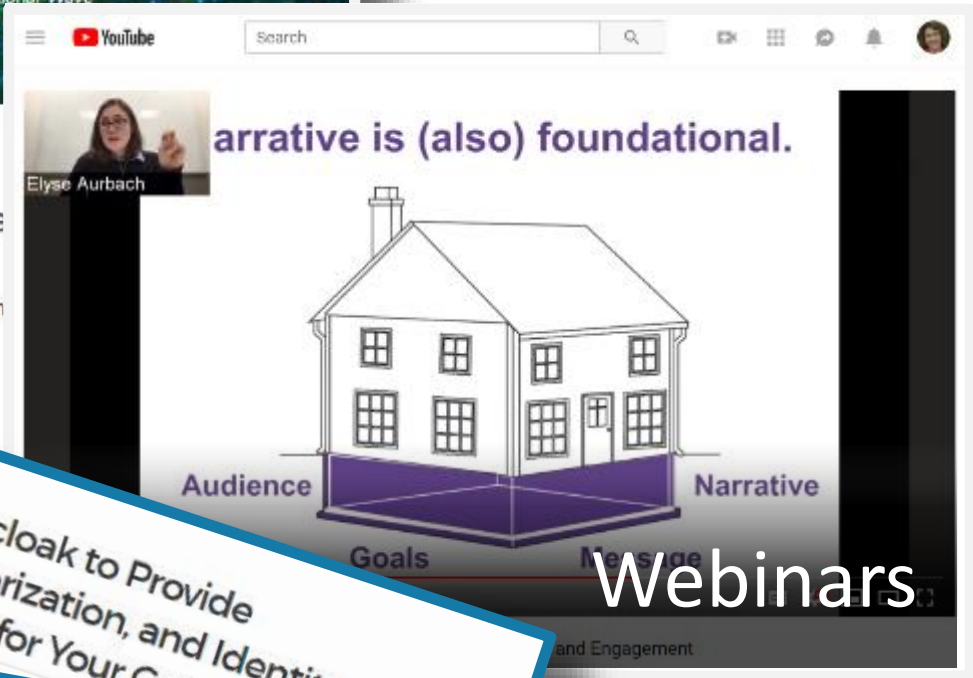 YouTube
Search
arrative is (also) foundational.
Elyse Aurbach
Audience
Narrative
Goals
Message
Webinars
and Engagement
cloak to Provide
rization, and Identi
for Your